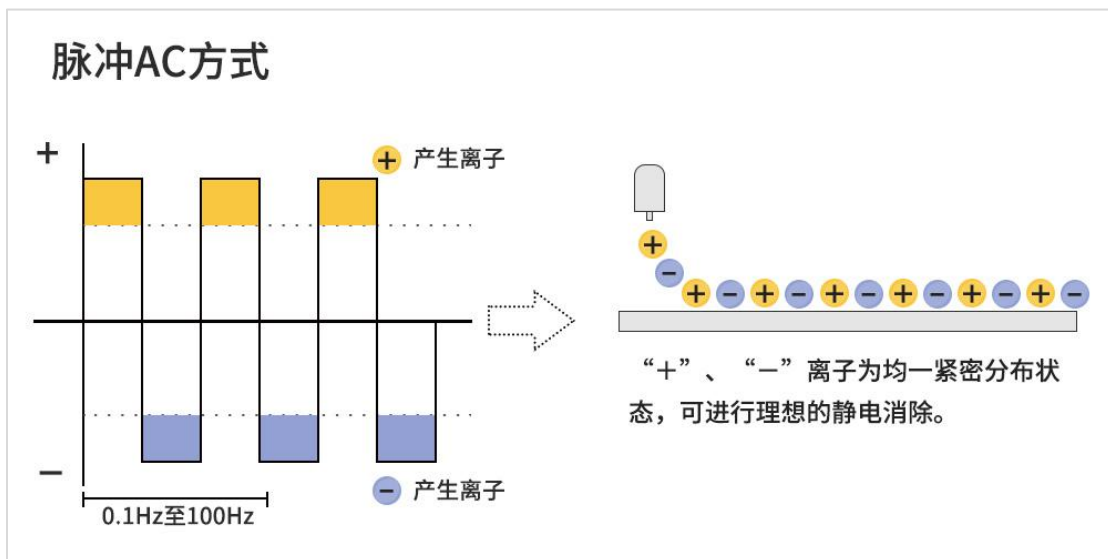 脉冲AC方式
+
+ 产生离子
−
− 产生离子
0.1Hz至100Hz
+
−
+ − + − + − + − + − + −
“+”、“−”离子为均一紧密分布状
态，可进行理想的静电消除。